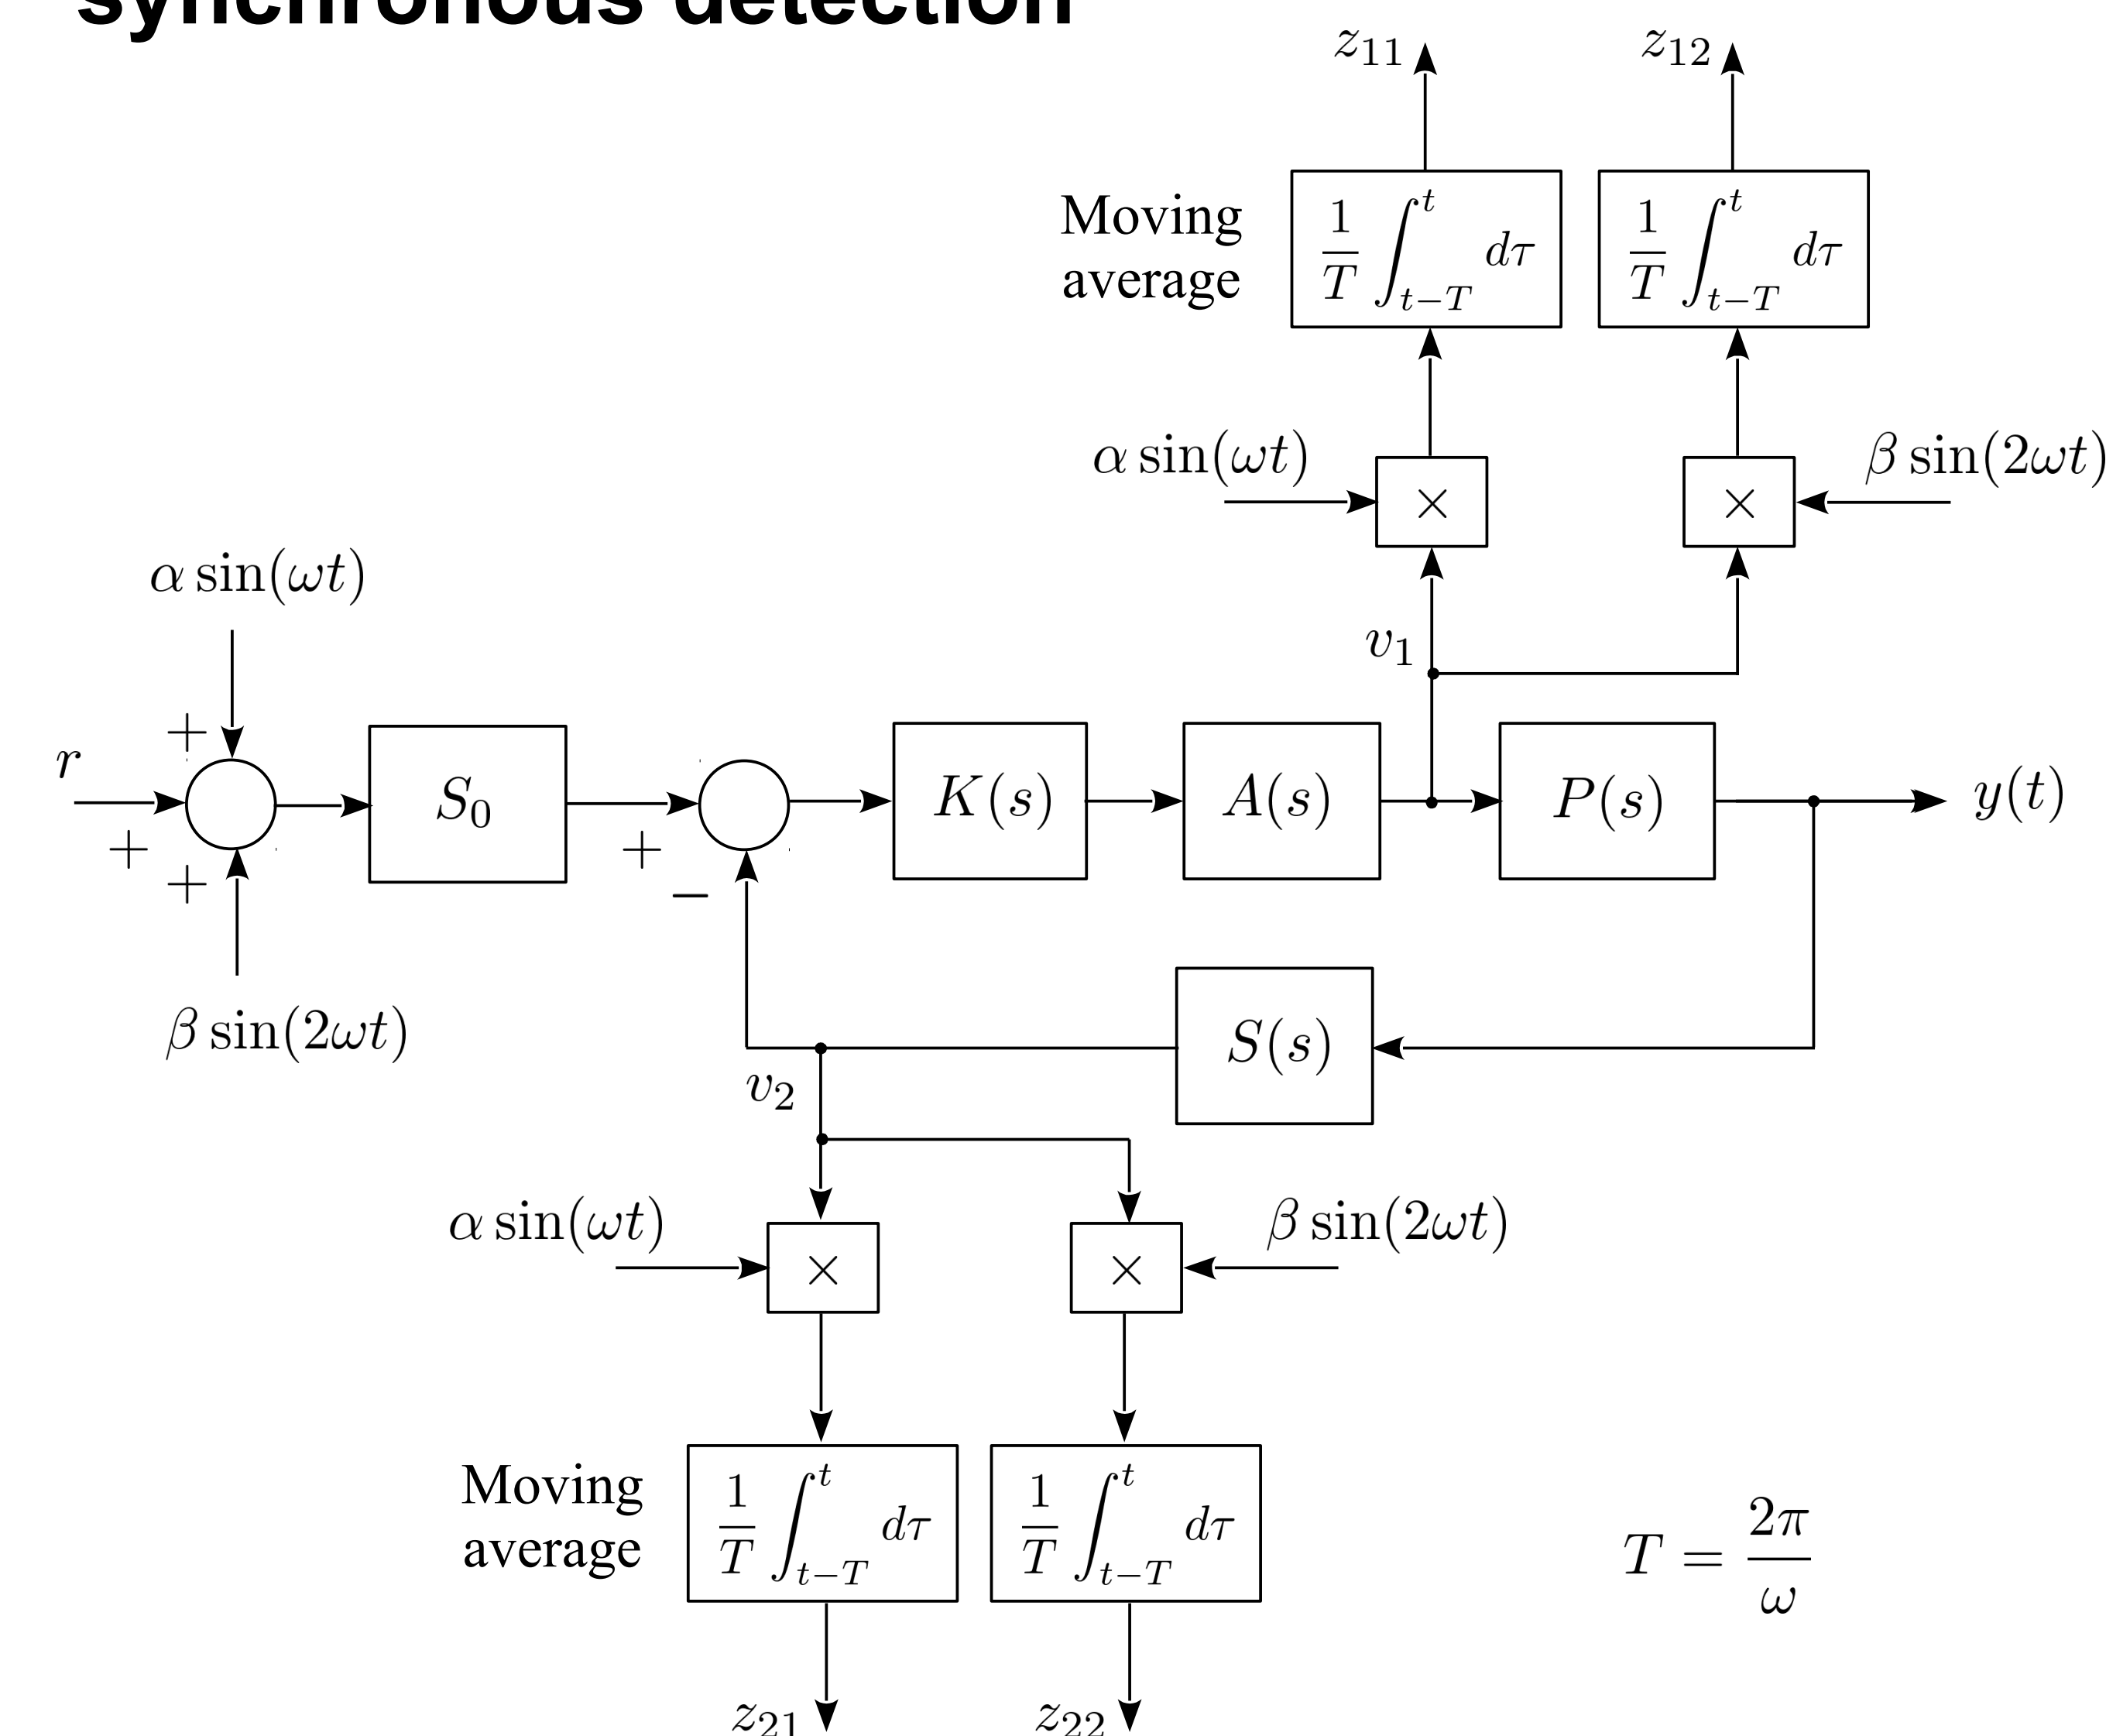 synchronous detection
z₁₁
z₁₂
Moving
average
1/T ∫_{t−T}^{t} dτ
1/T ∫_{t−T}^{t} dτ
α sin(ωt)
×
×
β sin(2ωt)
α sin(ωt)
v₁
+
r
+
+
β sin(2ωt)
S₀
+
−
K(s)
A(s)
P(s)
y(t)
S(s)
v₂
α sin(ωt)
×
×
β sin(2ωt)
Moving
average
1/T ∫_{t−T}^{t} dτ
1/T ∫_{t−T}^{t} dτ
T = 2π/ω
z₂₁
z₂₂